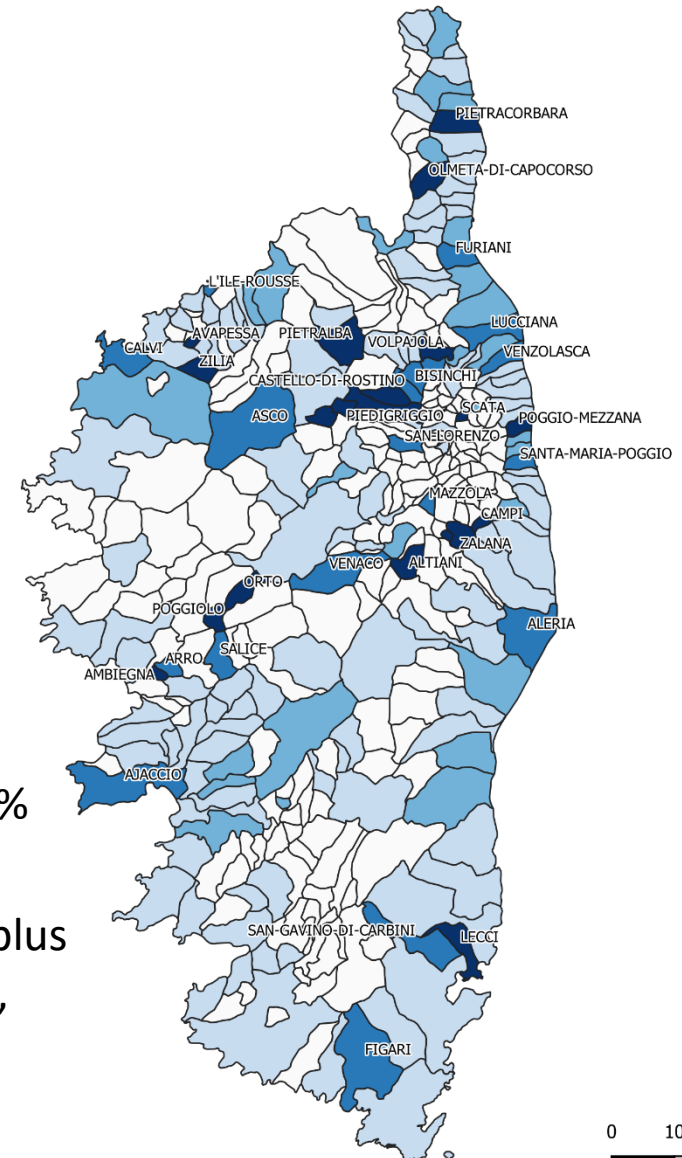 PIETRACORBARA
OLMETA-DI-CAPOCORSO
FURIANI
L'ILE-ROUSSE
LUCCIANA
AVAPESSA
PIETRALBA
VOLPAJOLA
CALVI
VENZOLASCA
ZILIA
BISINCHI
CASTELLO-DI-ROSTINO
SCATA
ASCO
PIEDIGRIGGIO
POGGIO-MEZZANA
SAN-LORENZO
SANTA-MARIA-POGGIO
MAZZOLA
CAMPI
ZALANA
VENACO
ALTIANI
ORTO
POGGIOLO
ALERIA
SALICE
ARRO
AMBIEGNA
AJACCIO
%
plus
SAN-GAVINO-DI-CARBINI
LECCI
,
FIGARI
0 10